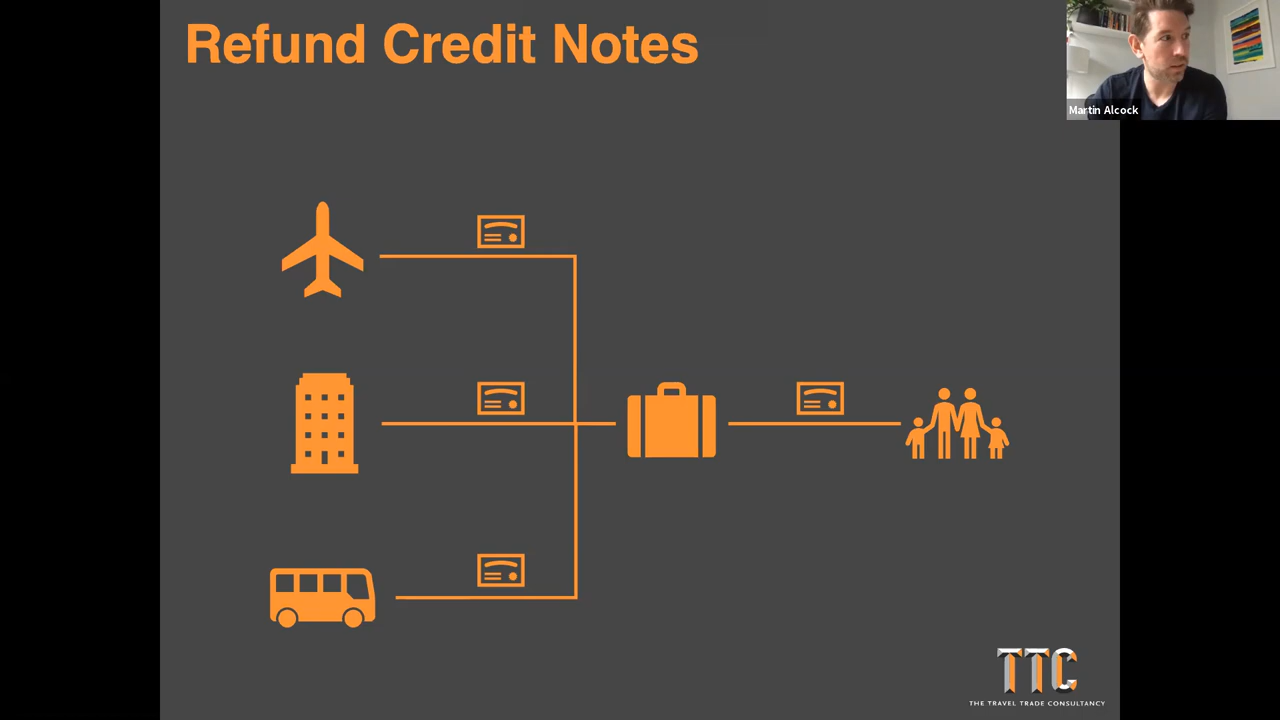 Refund Credit Notes
Martin Alcock
TTC
THE TRAVEL TRADE CONSULTANCY